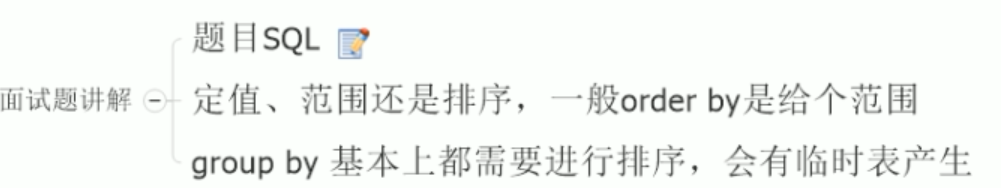 题目SQL
面试题讲解
定值、范围还是排序，一般order by是给个范围
group by 基本上都需要进行排序，会有临时表产生